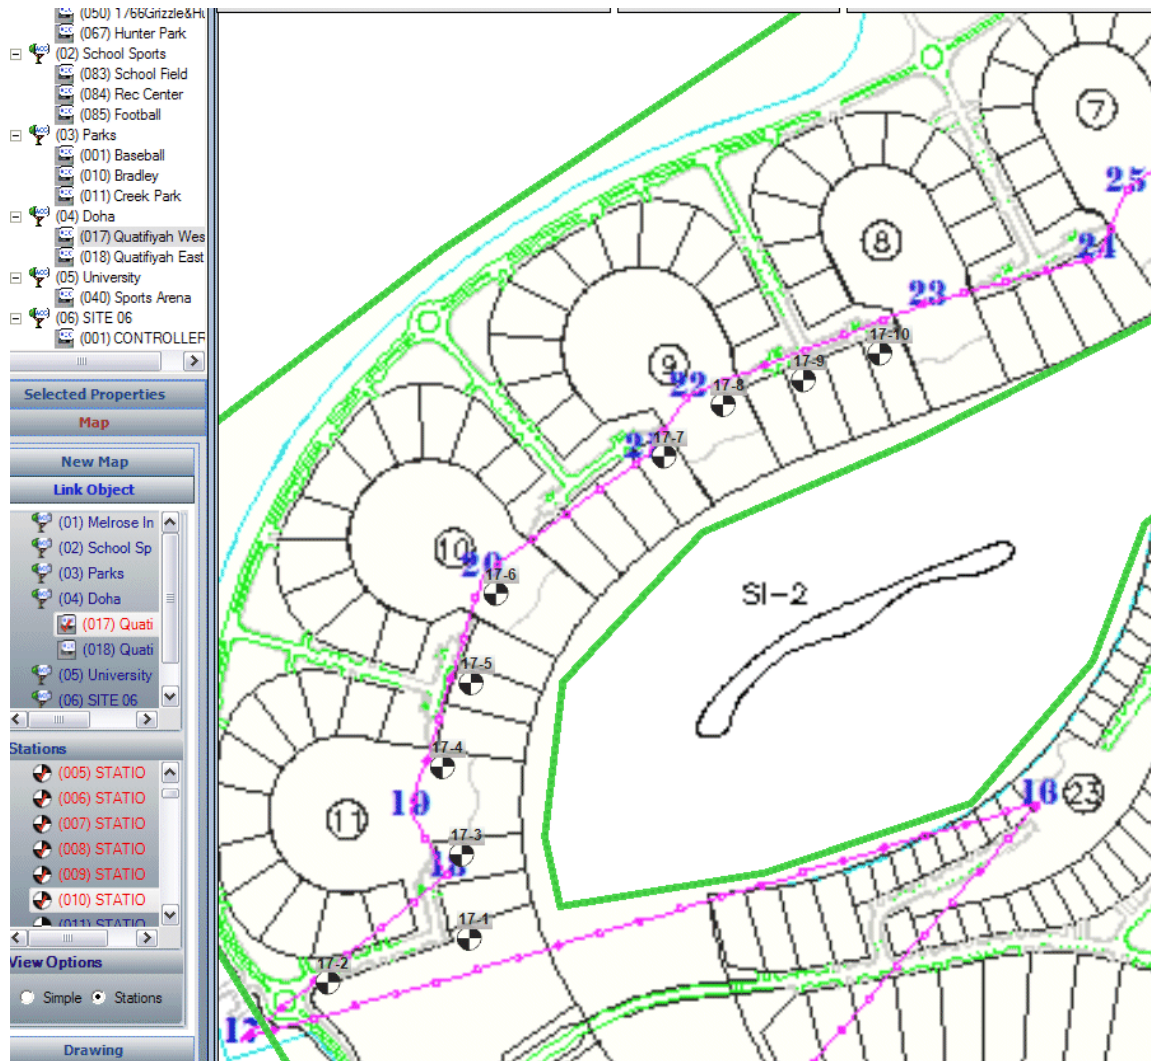 (050) 1766Grizzle&Hu
(067) Hunter Park
(02) School Sports
(083) School Field
(084) Rec Center
(085) Football
(03) Parks
(001) Baseball
(010) Bradley
(011) Creek Park
(04) Doha
(017) Quatifiyah Wes
(018) Quatifiyah East
(05) University
(040) Sports Arena
(06) SITE 06
(001) CONTROLLER
Selected Properties
Map
New Map
Link Object
(01) Melrose In
(02) School Sp
(03) Parks
(04) Doha
(017) Quati
(018) Quati
(05) University
(06) SITE 06
Stations
(005) STATIO
(006) STATIO
(007) STATIO
(008) STATIO
(009) STATIO
(010) STATIO
(011) STATIO
View Options
Simple
Stations
Drawing
7
25
24
8
23
17-10
17-9
9
22
17-8
17-7
10
20
17-6
SI-2
17-5
17-4
19
11
16
23
17-3
18
17-1
17-2